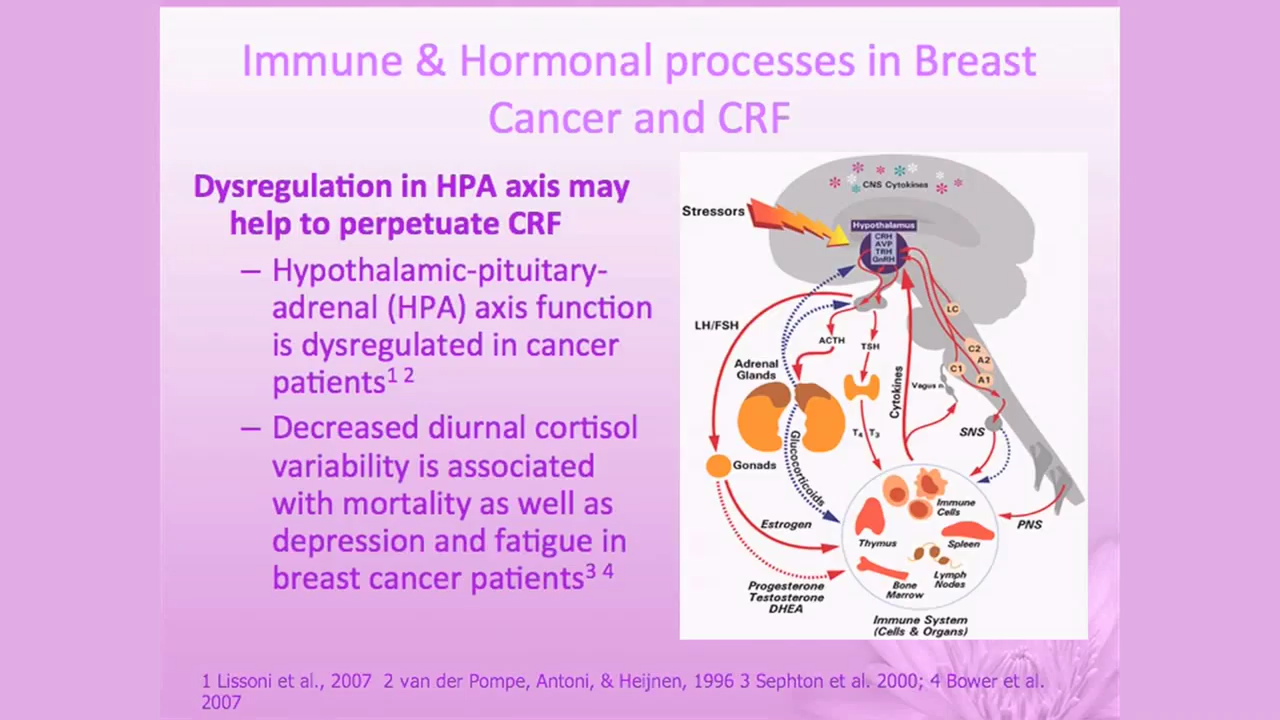 Immune & Hormonal processes in Breast
Cancer and CRF
Dysregulation in HPA axis may
help to perpetuate CRF
– Hypothalamic-pituitary-
adrenal (HPA) axis function
is dysregulated in cancer
patients1 2
– Decreased diurnal cortisol
variability is associated
with mortality as well as
depression and fatigue in
breast cancer patients3 4
CNS Cytokines
Stressors
Hypothalamus
CRH
AVP
TRH
GnRH
LC
LH/FSH
ACTH
TSH
C2
A2
C1
A1
Adrenal
Glands
Cytokines
Vagus n
T4 T3
SNS
Glucocorticoids
Gonads
Immune
Cells
Estrogen
PNS
Thymus
Spleen
Lymph
Nodes
Bone
Marrow
Progesterone
Testosterone
DHEA
Immune System
(Cells & Organs)
1 Lissoni et al., 2007 2 van der Pompe, Antoni, & Heijnen, 1996 3 Sephton et al. 2000; 4 Bower et al.
2007